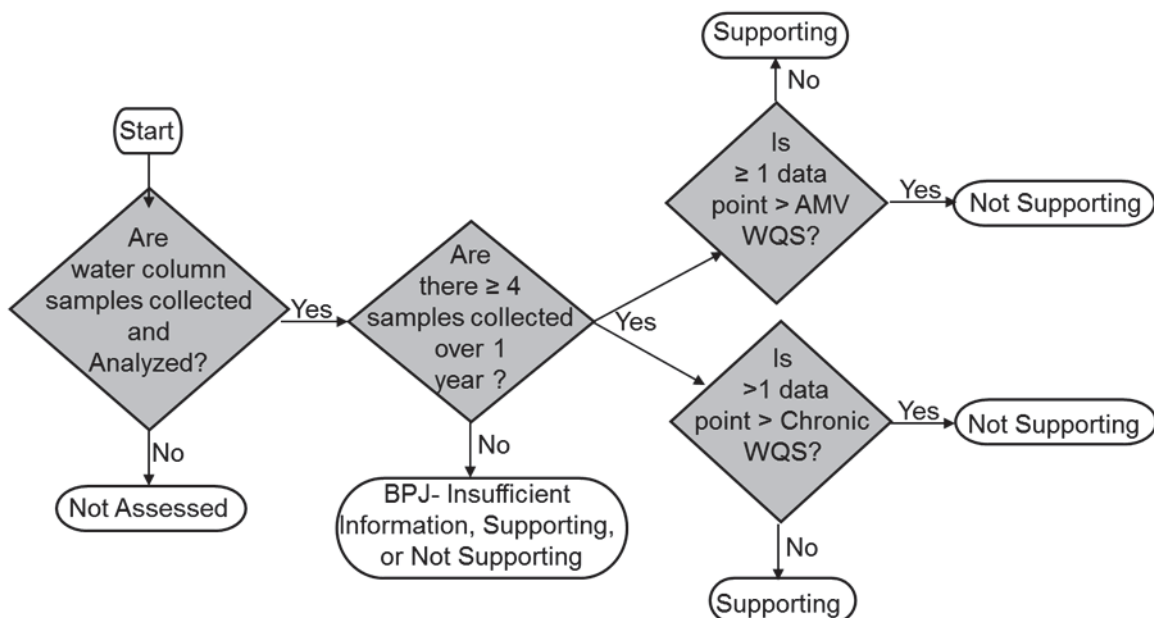 Start
Are
water column
samples collected
and
Analyzed?
Yes
No
Not Assessed
Are
there ≥ 4
samples collected
over 1
year ?
Yes
No
BPJ- Insufficient
Information, Supporting,
or Not Supporting
Supporting
No
Is
≥ 1 data
point > AMV
WQS?
Yes
Not Supporting
Is
>1 data
point > Chronic
WQS?
Yes
Not Supporting
No
Supporting